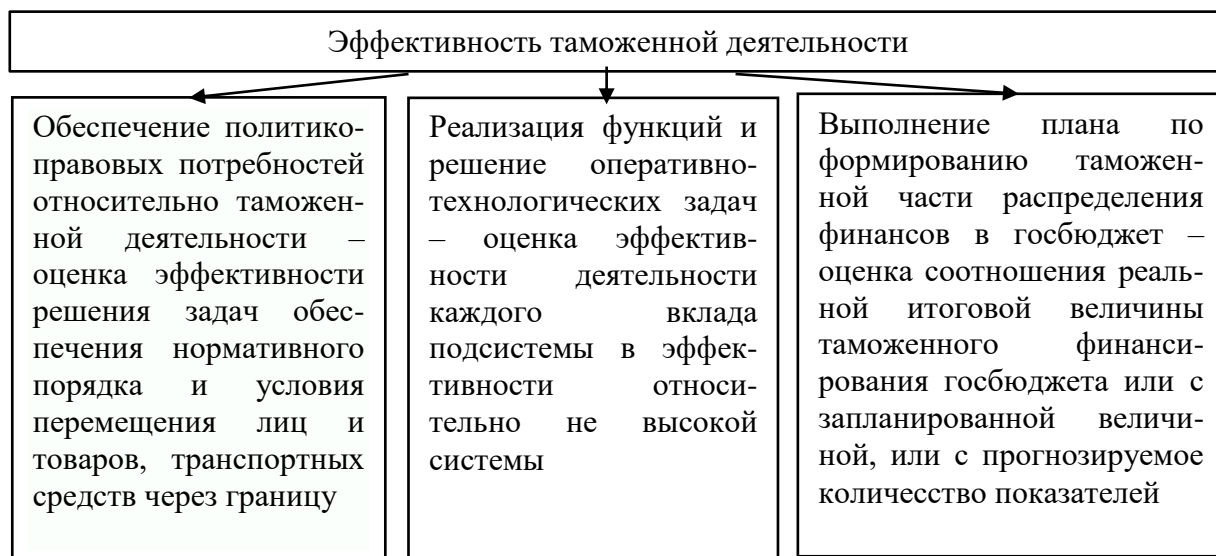 Эффективность таможенной деятельности
Обеспечение политико-
правовых потребностей
относительно таможен-
ной деятельности –
оценка эффективности
решения задач обес-
печения нормативного
порядка и условия
перемещения лиц и
товаров, транспортных
средств через границу
Реализация функций и
решение оперативно-
технологических задач
– оценка эффектив-
ности деятельности
каждого вклада
подсистемы в эффек-
тивности относи-
тельно не высокой
системы
Выполнение плана по
формированию таможен-
ной части распределения
финансов в госбюджет –
оценка соотношения реаль-
ной итоговой величины
таможенного финанси-
рования госбюджета или с
запланированной величи-
ной, или с прогнозируемое
количесство показателей